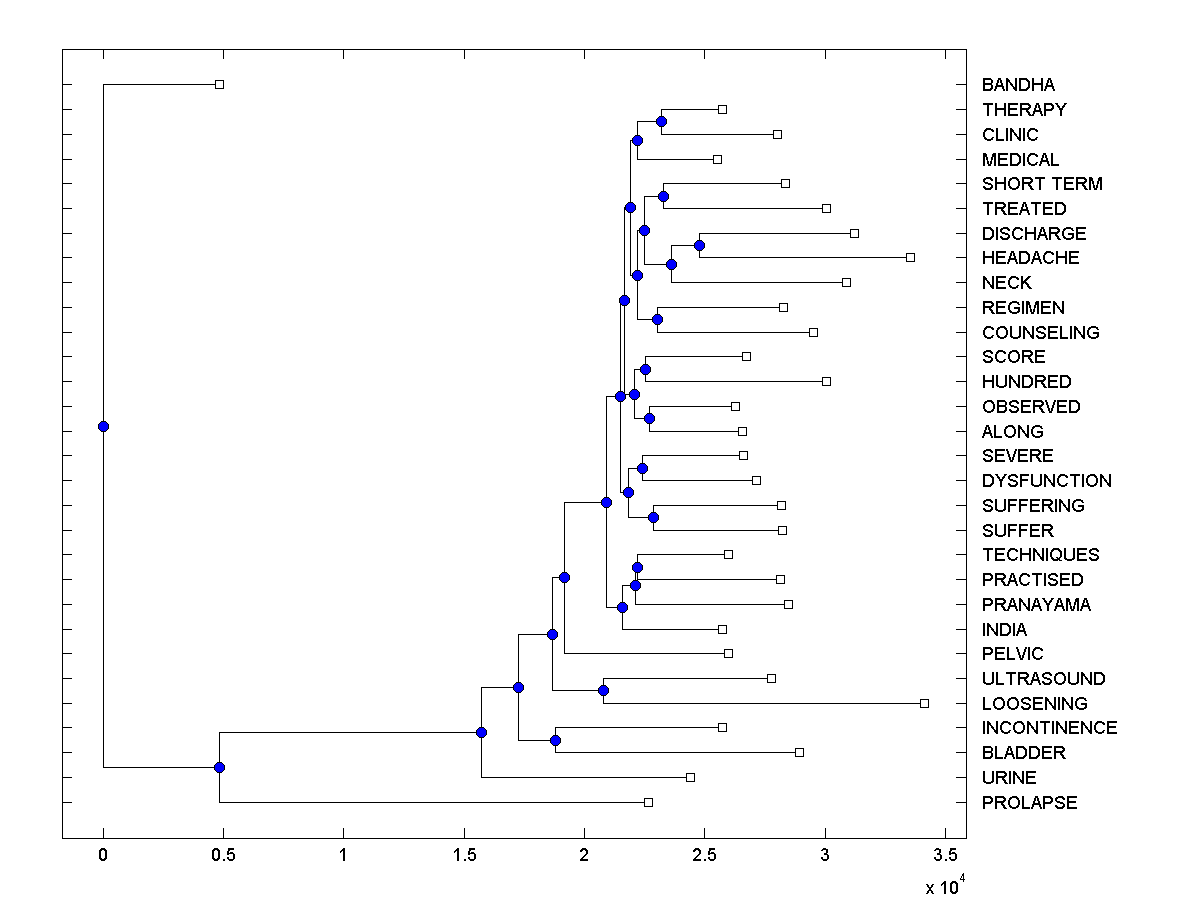 BANDHA
THERAPY
CLINIC
MEDICAL
SHORT TERM
TREATED
DISCHARGE
HEADACHE
NECK
REGIMEN
COUNSELING
SCORE
HUNDRED
OBSERVED
ALONG
SEVERE
DYSFUNCTION
SUFFERING
SUFFER
TECHNIQUES
PRACTISED
PRANAYAMA
INDIA
PELVIC
ULTRASOUND
LOOSENING
INCONTINENCE
BLADDER
URINE
PROLAPSE
0 0.5 1 1.5 2 2.5 3 3.5
x 10^4